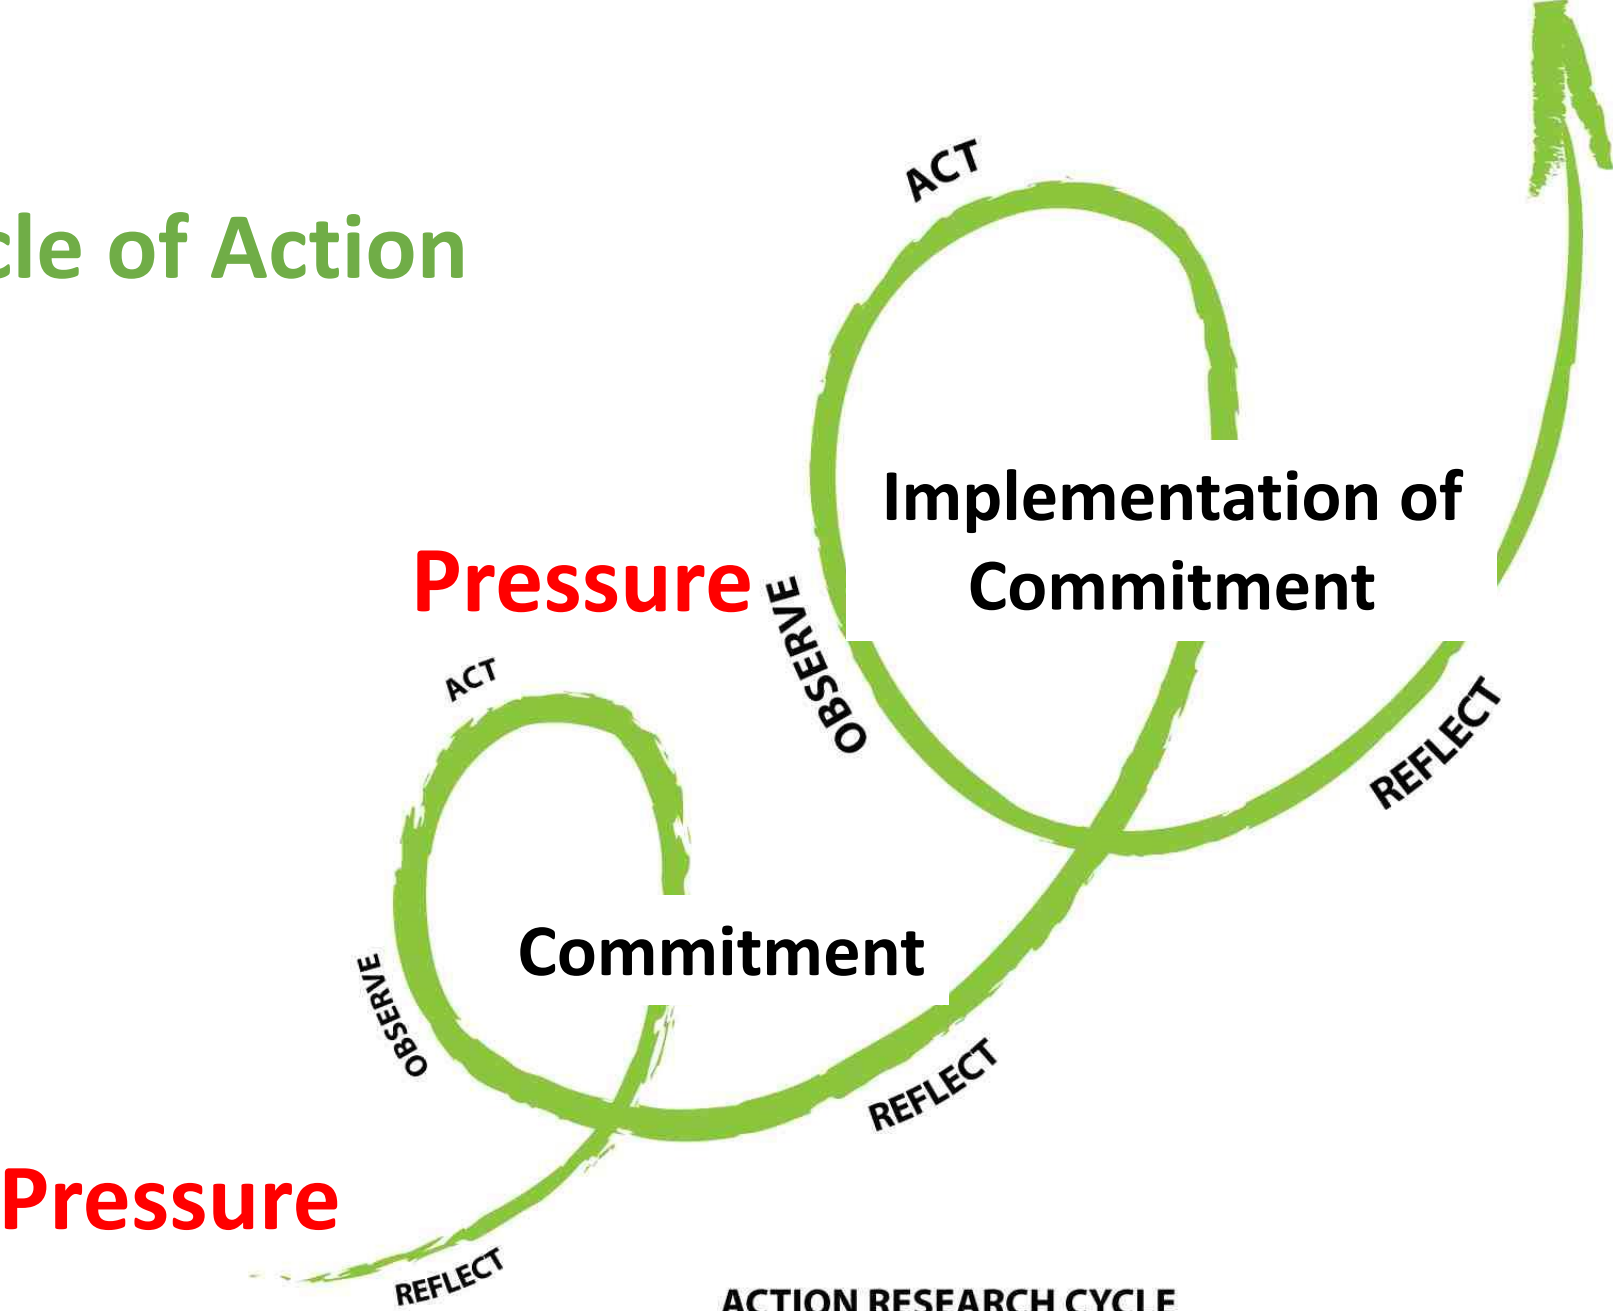 cle of Action
ACT
Implementation of
Commitment
Pressure
OBSERVE
ACT
REFLECT
Commitment
OBSERVE
REFLECT
Pressure
REFLECT
ACTION RESEARCH CYCLE